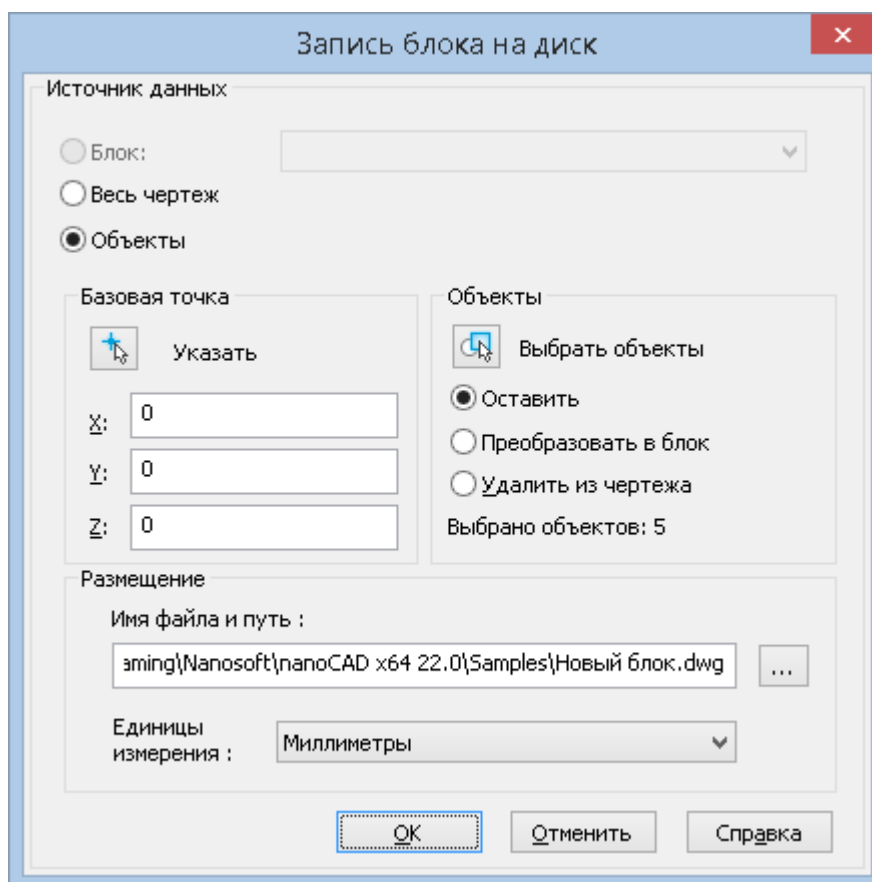 Запись блока на диск
Источник данных
Блок:
Весь чертеж
Объекты
Базовая точка
Указать
X: 0
Y: 0
Z: 0
Объекты
Выбрать объекты
Оставить
Преобразовать в блок
Удалить из чертежа
Выбрано объектов: 5
Размещение
Имя файла и путь :
aming\Nanosoft\nanoCAD x64 22.0\Samples\Новый блок.dwg
...
Единицы
измерения :
Миллиметры
OK
Отменить
Справка